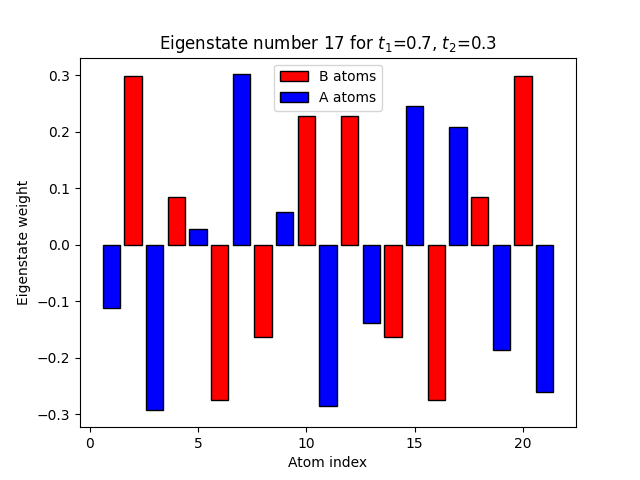 Eigenstate number 17 for t₁=0.7, t₂=0.3
B atoms
A atoms
Eigenstate weight
0.3
0.2
0.1
0.0
−0.1
−0.2
−0.3
0 5 10 15 20
Atom index